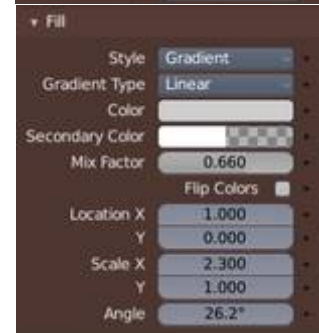 Fill
Style Gradient
Gradient Type Linear
Color
Secondary Color
Mix Factor 0.660
Flip Colors
Location X 1.000
Y 0.000
Scale X 2.300
Y 1.000
Angle 26.2°